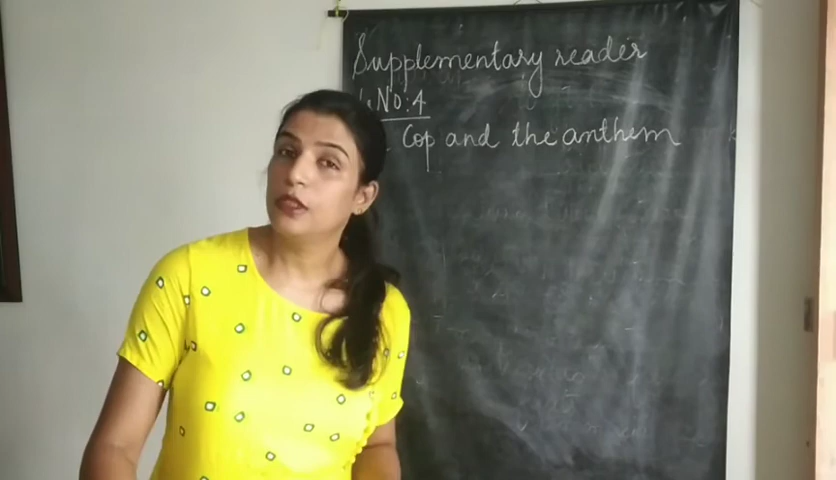 Supplementary reader
No:4
Cop and the anthem